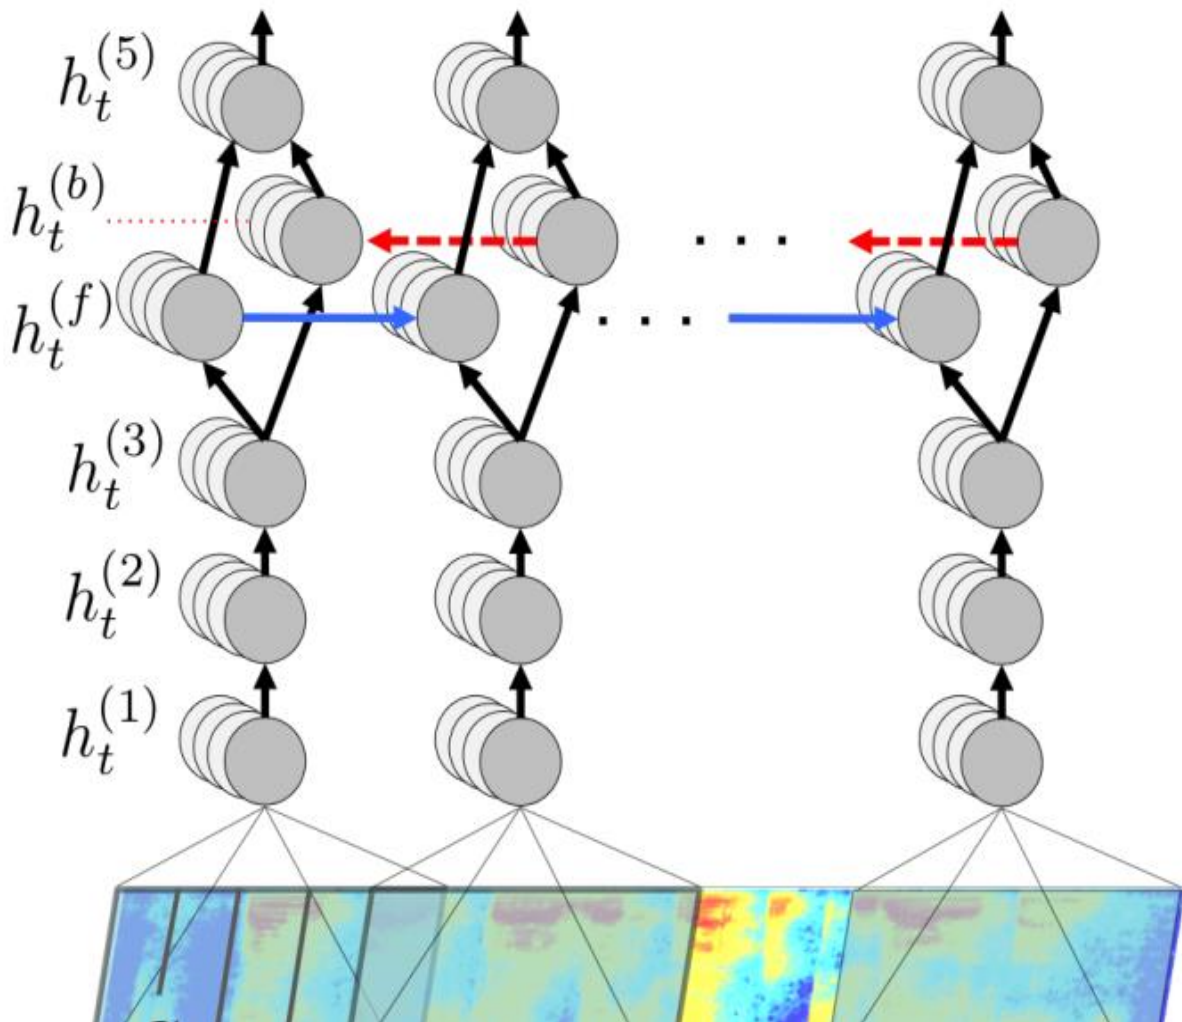 h_t^{(5)}
h_t^{(b)}
. . .
h_t^{(f)}
. . .
h_t^{(3)}
h_t^{(2)}
h_t^{(1)}